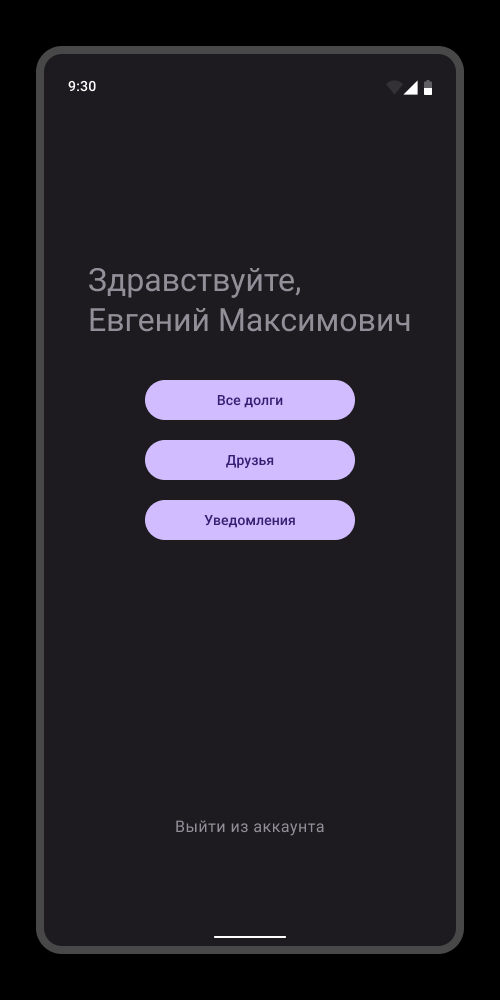 9:30
Здравствуйте,
Евгений Максимович
Все долги
Друзья
Уведомления
Выйти из аккаунта